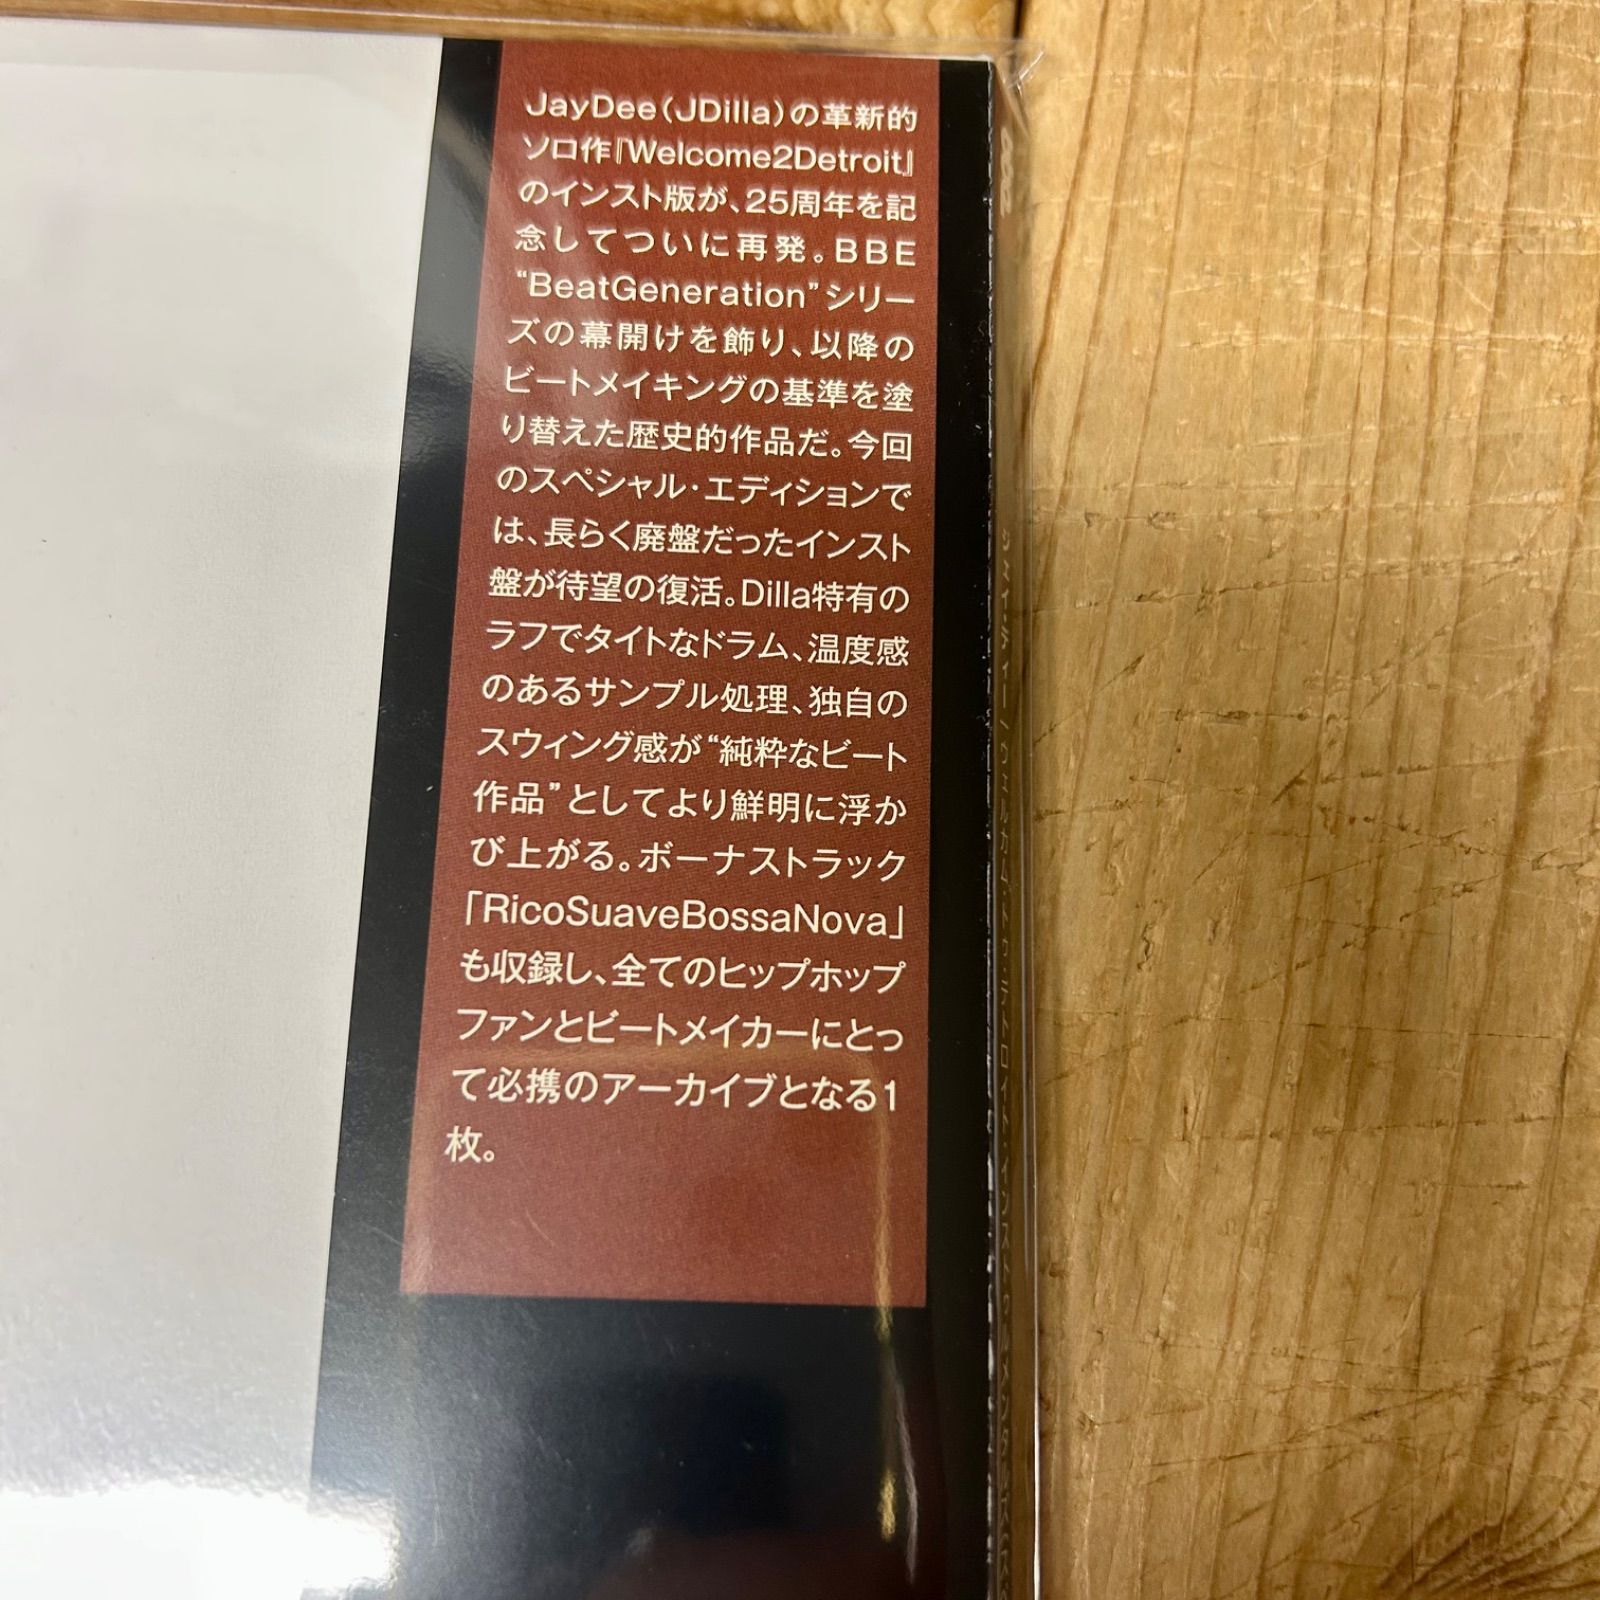 JayDee(JDilla)の革新的
ソロ作『Welcome2Detroit』
のインスト版が、25周年を記
念してついに再発。BBE
“BeatGeneration”シリー
ズの幕開けを飾り、以降の
ビートメイキングの基準を塗
り替えた歴史的作品だ。今回
のスペシャル・エディションで
は、長らく廃盤だったインスト
盤が待望の復活。Dilla特有の
ラフでタイトなドラム、温度感
のあるサンプル処理、独自の
スウィング感が“純粋なビート
作品”としてより鮮明に浮か
び上がる。ボーナストラック
「RicoSuaveBossaNova」
も収録し、全てのヒップホップ
ファンとビートメイカーにとっ
て必携のアーカイブとなる1
枚。